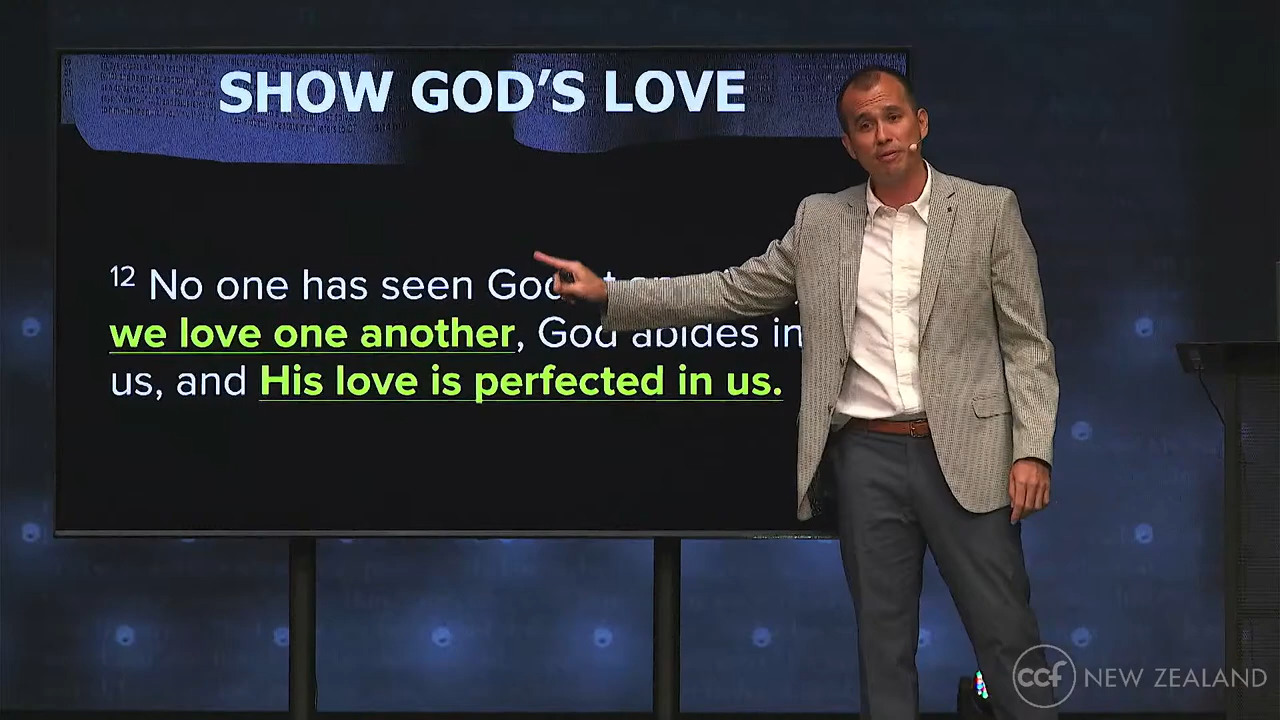 SHOW GOD'S LOVE
12 No one has seen God
we love one another, God abides in
us, and His love is perfected in us.
ccf NEW ZEALAND